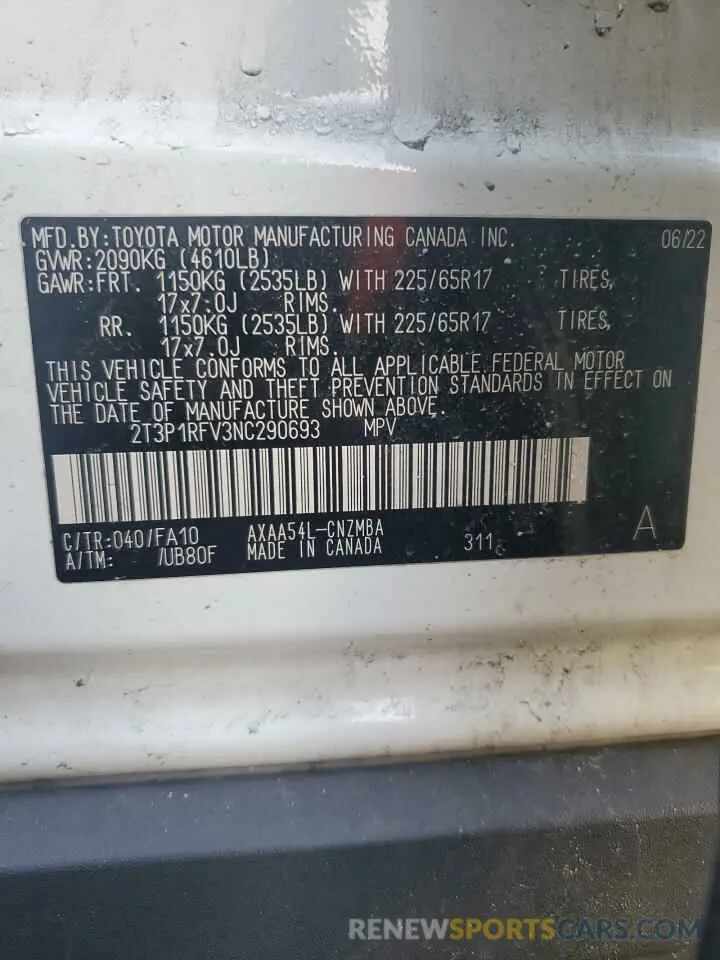 MFD.BY:TOYOTA MOTOR MANUFACTURING CANADA INC. 06/22
GVWR:2090KG (4610LB)
GAWR:FRT. 1150KG (2535LB) WITH 225/65R17 TIRES,
17x7.0J RIMS.
RR. 1150KG (2535LB) WITH 225/65R17 TIRES,
17x7.0J RIMS.
THIS VEHICLE CONFORMS TO ALL APPLICABLE FEDERAL MOTOR
VEHICLE SAFETY AND THEFT PREVENTION STANDARDS IN EFFECT ON
THE DATE OF MANUFACTURE SHOWN ABOVE.
2T3P1RFV3NC290693 MPV
C/TR:040/FA10 AXAA54L-CNZMBA
A/TM: /UB80F MADE IN CANADA 311 A
RENEWSPORTSCARS.COM